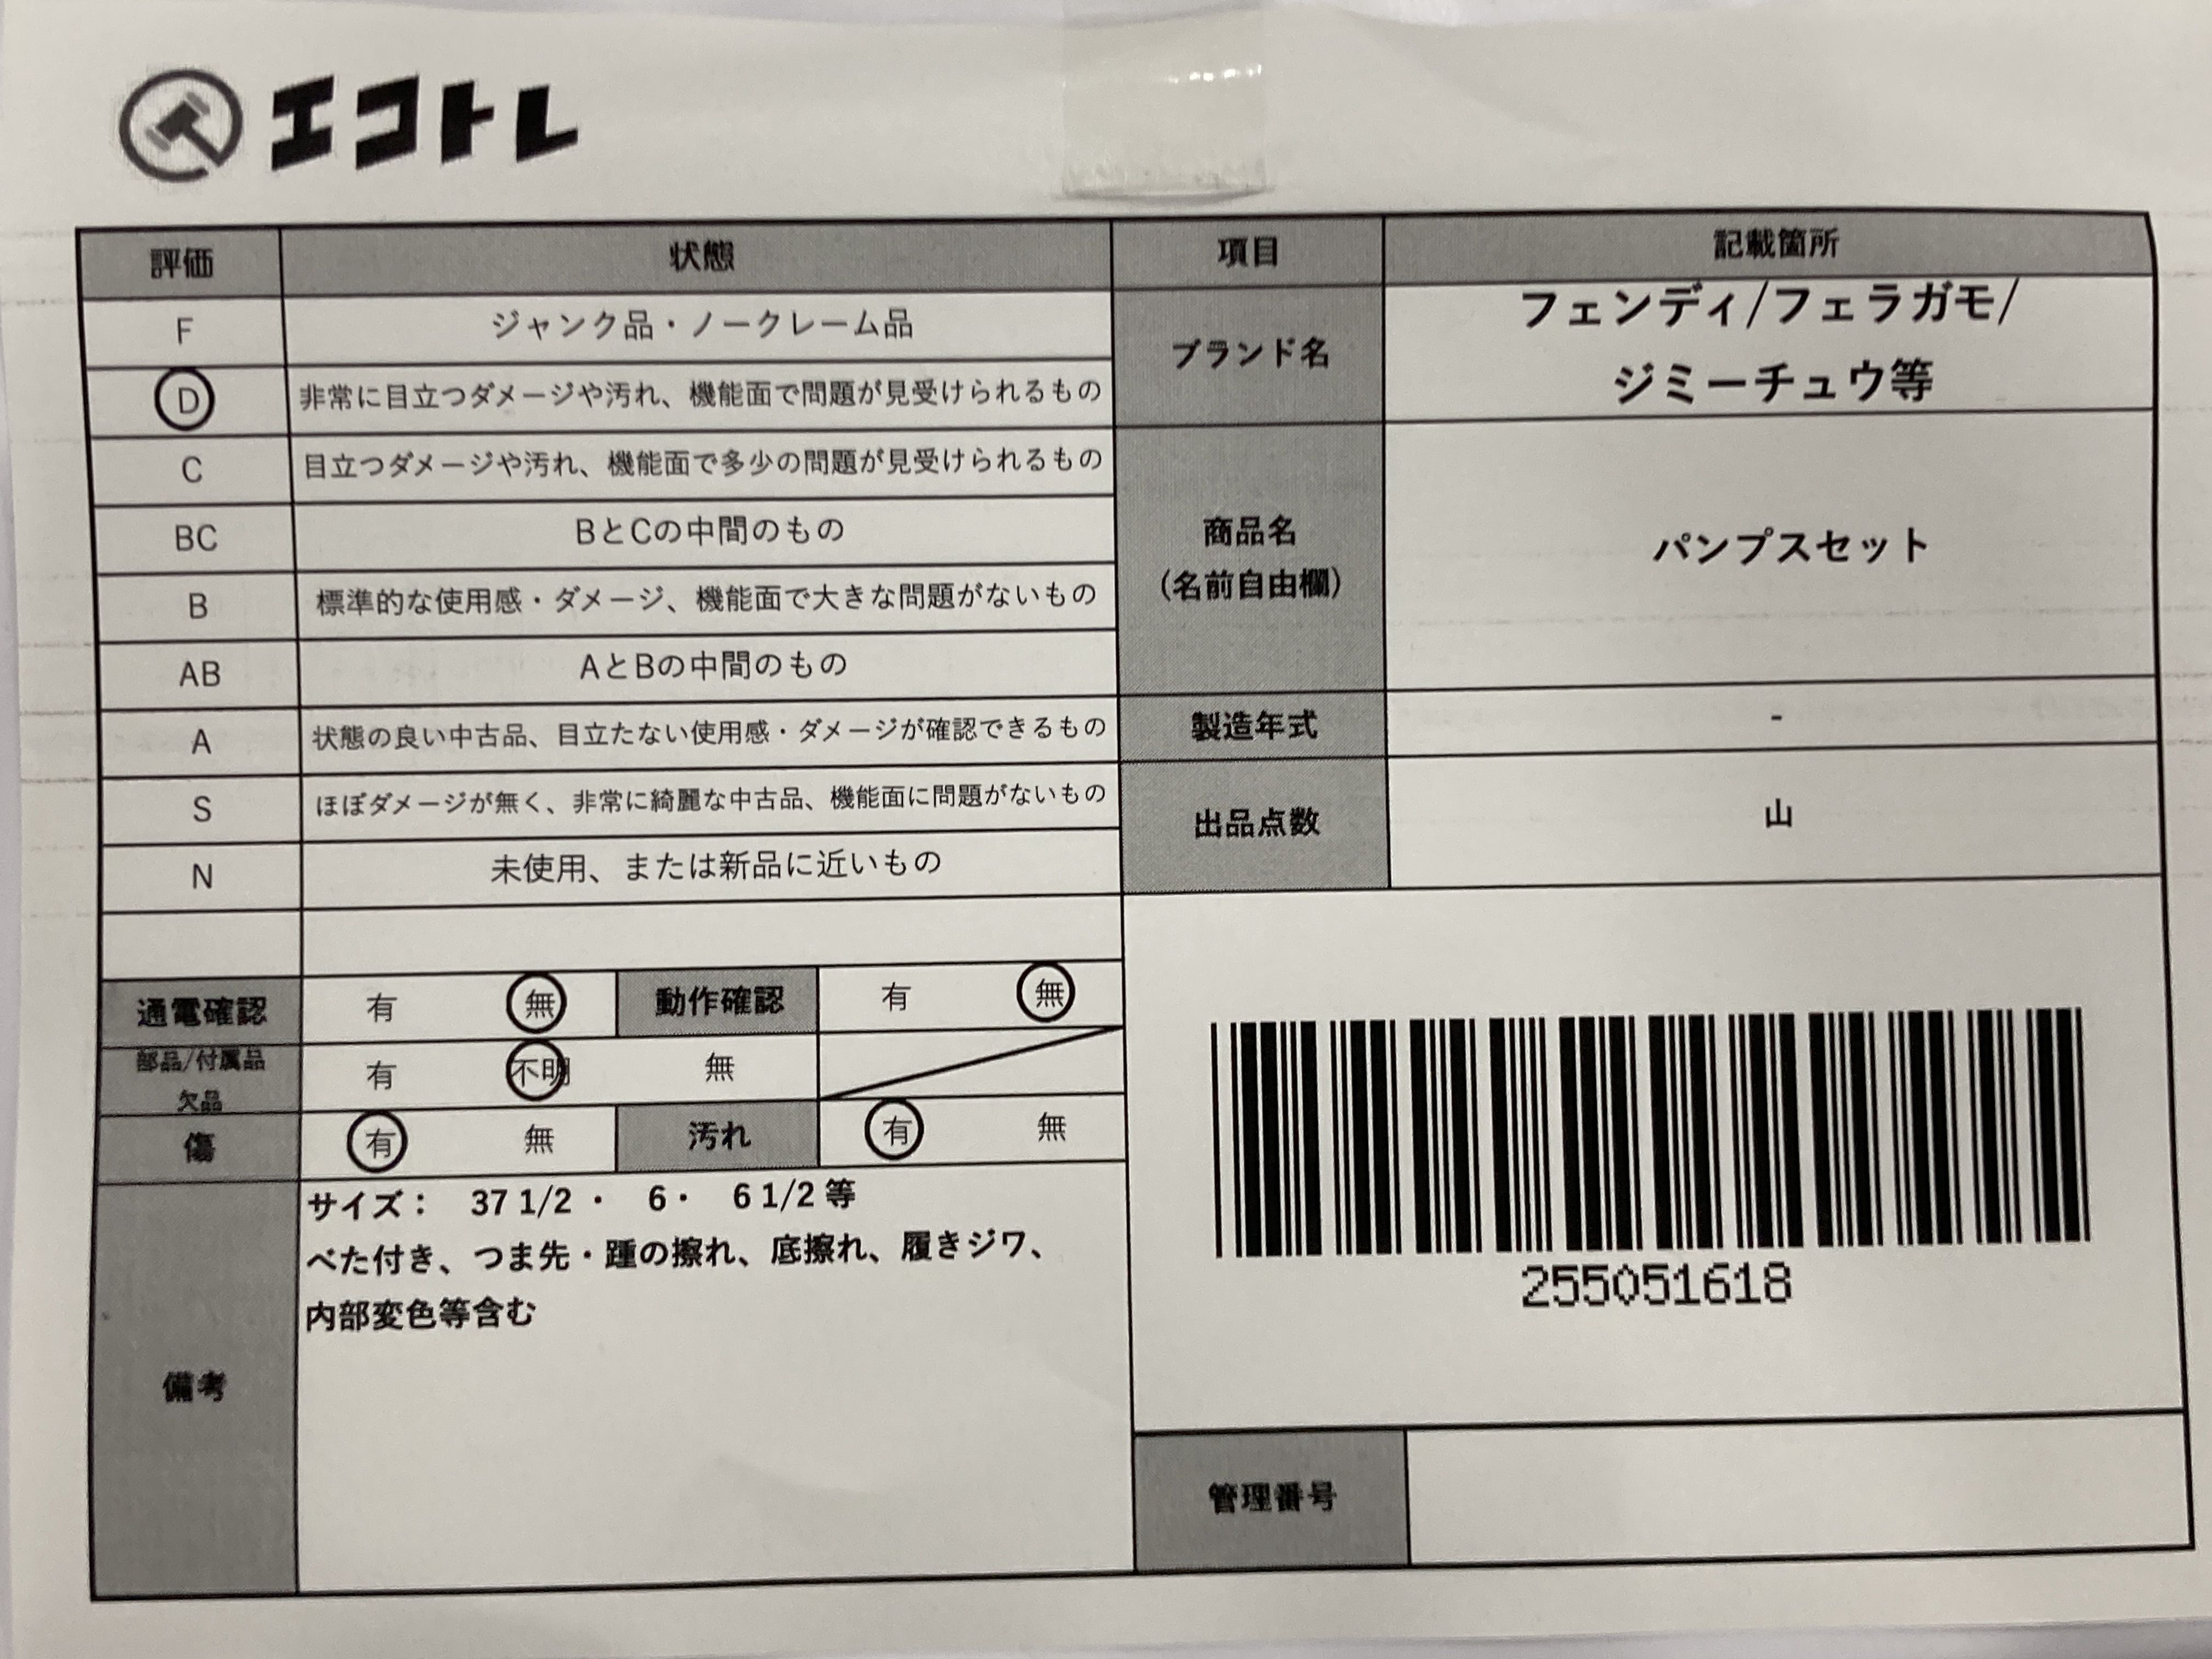 エコトレ
評価 状態 項目 記載箇所
F ジャンク品・ノークレーム品
D 非常に目立つダメージや汚れ、機能面で問題が見受けられるもの
C 目立つダメージや汚れ、機能面で多少の問題が見受けられるもの
BC BとCの中間のもの
B 標準的な使用感・ダメージ、機能面で大きな問題がないもの
AB AとBの中間のもの
A 状態の良い中古品、目立たない使用感・ダメージが確認できるもの
S ほぼダメージが無く、非常に綺麗な中古品、機能面に問題がないもの
N 未使用、または新品に近いもの
ブランド名
フェンディ/フェラガモ/
ジミーチュウ等
商品名
(名前自由欄)
パンプスセット
製造年式 -
出品点数 山
通電確認 有 無 動作確認 有 無
部品/付属品
欠品
有 不明 無
傷 有 無 汚れ 有 無
備考
サイズ： 37 1/2 ・ 6・ 6 1/2 等
べた付き、つま先・踵の擦れ、底擦れ、履きジワ、
内部変色等含む
255051618
管理番号